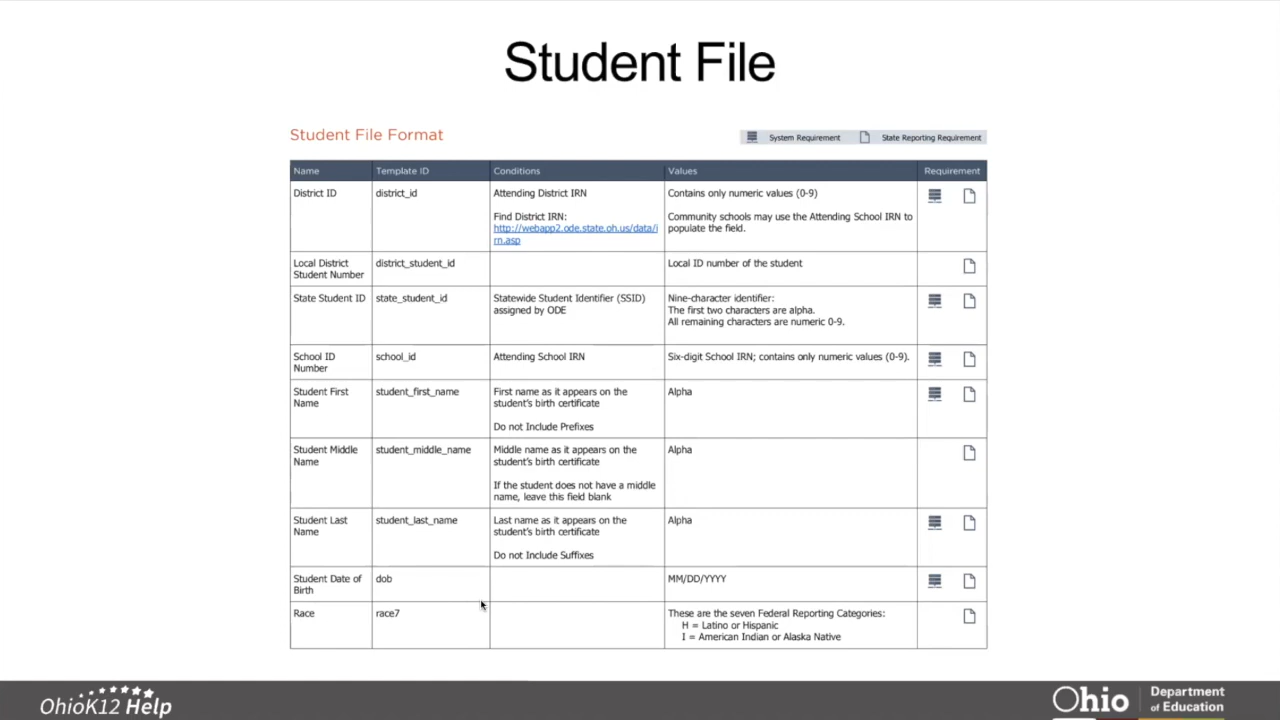 Student File
Student File Format
System Requirement State Reporting Requirement
Name Template ID Conditions Values Requirement
District ID district_id Attending District IRN Contains only numeric values (0-9)
Find District IRN: Community schools may use the Attending School IRN to
http://webapp2.ode.state.oh.us/data/i populate the field.
rn.asp
Local District district_student_id Local ID number of the student
Student Number
State Student ID state_student_id Statewide Student Identifier (SSID) Nine-character identifier:
assigned by ODE The first two characters are alpha.
All remaining characters are numeric 0-9.
School ID school_id Attending School IRN Six-digit School IRN; contains only numeric values (0-9).
Number
Student First student_first_name First name as it appears on the Alpha
Name student's birth certificate
Do not Include Prefixes
Student Middle student_middle_name Middle name as it appears on the Alpha
Name student's birth certificate
If the student does not have a middle
name, leave this field blank
Student Last student_last_name Last name as it appears on the Alpha
Name student's birth certificate
Do not Include Suffixes
Student Date of dob MM/DD/YYYY
Birth
Race race7 These are the seven Federal Reporting Categories:
H = Latino or Hispanic
I = American Indian or Alaska Native
OhioK12 Help
Ohio Department
of Education